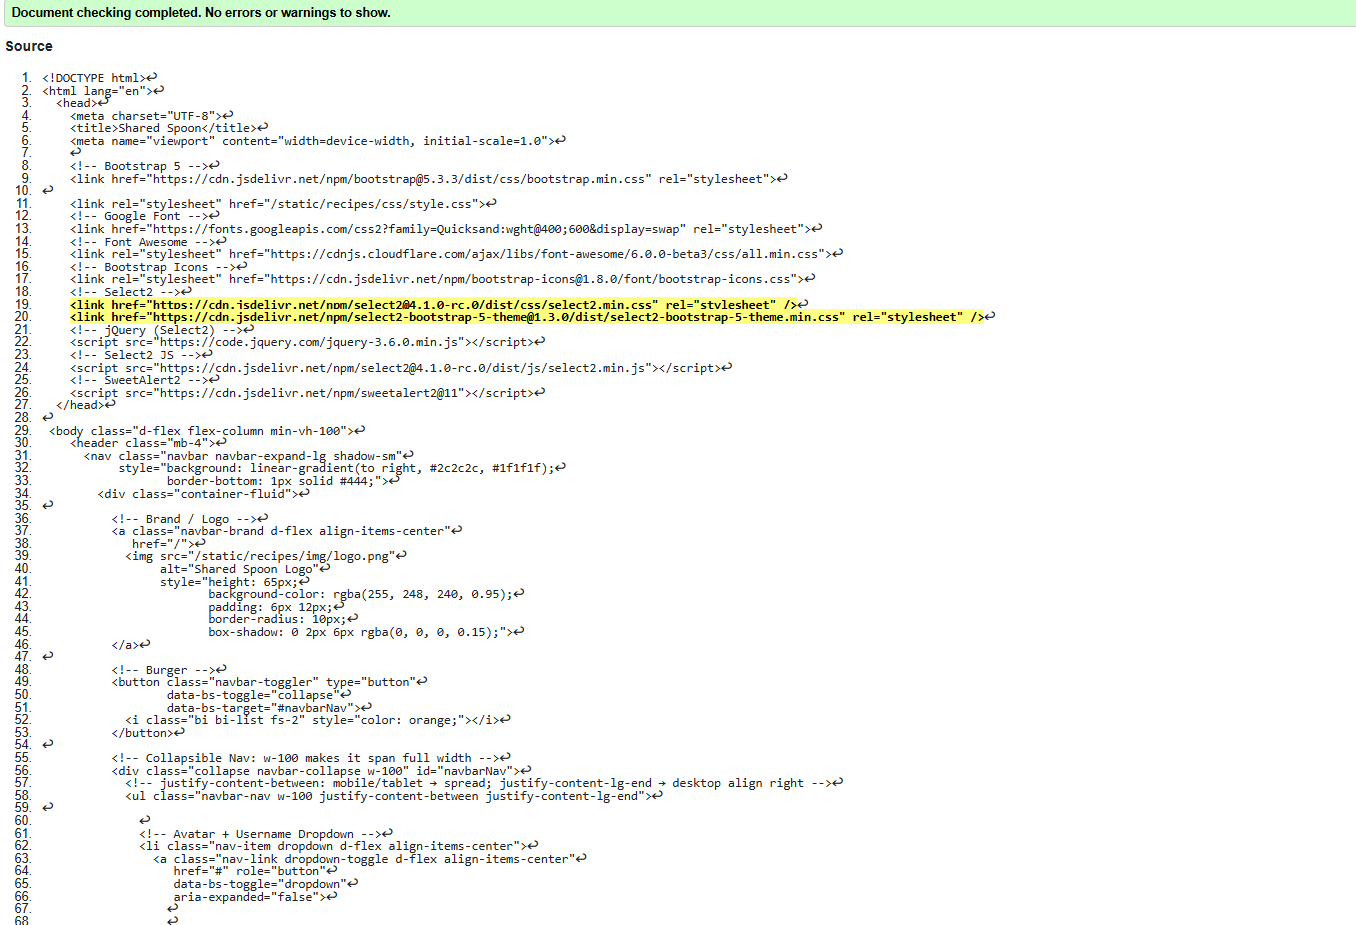 Document checking completed. No errors or warnings to show.
Source
1. <!DOCTYPE html>↩
2. <html lang="en">↩
3. <head>↩
4. <meta charset="UTF-8">↩
5. <title>Shared Spoon</title>↩
6. <meta name="viewport" content="width=device-width, initial-scale=1.0">↩
7. ↩
8. <!-- Bootstrap 5 -->↩
9. <link href="https://cdn.jsdelivr.net/npm/bootstrap@5.3.3/dist/css/bootstrap.min.css" rel="stylesheet">↩
10. ↩
11. <link rel="stylesheet" href="/static/recipes/css/style.css">↩
12. <!-- Google Font -->↩
13. <link href="https://fonts.googleapis.com/css2?family=Quicksand:wght@400;600&display=swap" rel="stylesheet">↩
14. <!-- Font Awesome -->↩
15. <link rel="stylesheet" href="https://cdnjs.cloudflare.com/ajax/libs/font-awesome/6.0.0-beta3/css/all.min.css">↩
16. <!-- Bootstrap Icons -->↩
17. <link rel="stylesheet" href="https://cdn.jsdelivr.net/npm/bootstrap-icons@1.8.0/font/bootstrap-icons.css">↩
18. <!-- Select2 -->↩
19. <link href="https://cdn.jsdelivr.net/npm/select2@4.1.0-rc.0/dist/css/select2.min.css" rel="stylesheet" />↩
20. <link href="https://cdn.jsdelivr.net/npm/select2-bootstrap-5-theme@1.3.0/dist/select2-bootstrap-5-theme.min.css" rel="stylesheet" />↩
21. <!-- jQuery (Select2) -->↩
22. <script src="https://code.jquery.com/jquery-3.6.0.min.js"></script>↩
23. <!-- Select2 JS -->↩
24. <script src="https://cdn.jsdelivr.net/npm/select2@4.1.0-rc.0/dist/js/select2.min.js"></script>↩
25. <!-- SweetAlert2 -->↩
26. <script src="https://cdn.jsdelivr.net/npm/sweetalert2@11"></script>↩
27. </head>↩
28. ↩
29. <body class="d-flex flex-column min-vh-100">↩
30. <header class="mb-4">↩
31. <nav class="navbar navbar-expand-lg shadow-sm"↩
32. style="background: linear-gradient(to right, #2c2c2c, #1f1f1f);↩
33. border-bottom: 1px solid #444;">↩
34. <div class="container-fluid">↩
35. ↩
36. <!-- Brand / Logo -->↩
37. <a class="navbar-brand d-flex align-items-center"↩
38. href="/">↩
39. <img src="/static/recipes/img/logo.png"↩
40. alt="Shared Spoon Logo"↩
41. style="height: 65px;↩
42. background-color: rgba(255, 248, 240, 0.95);↩
43. padding: 6px 12px;↩
44. border-radius: 10px;↩
45. box-shadow: 0 2px 6px rgba(0, 0, 0, 0.15);">↩
46. </a>↩
47. ↩
48. <!-- Burger -->↩
49. <button class="navbar-toggler" type="button"↩
50. data-bs-toggle="collapse"↩
51. data-bs-target="#navbarNav">↩
52. <i class="bi bi-list fs-2" style="color: orange;"></i>↩
53. </button>↩
54. ↩
55. <!-- Collapsible Nav: w-100 makes it span full width -->↩
56. <div class="collapse navbar-collapse w-100" id="navbarNav">↩
57. <!-- justify-content-between: mobile/tablet → spread; justify-content-lg-end → desktop align right -->↩
58. <ul class="navbar-nav w-100 justify-content-between justify-content-lg-end">↩
59. ↩
60. ↩
61. <!-- Avatar + Username Dropdown -->↩
62. <li class="nav-item dropdown d-flex align-items-center">↩
63. <a class="nav-link dropdown-toggle d-flex align-items-center"↩
64. href="#" role="button"↩
65. data-bs-toggle="dropdown"↩
66. aria-expanded="false">↩
67. ↩
68 ↩